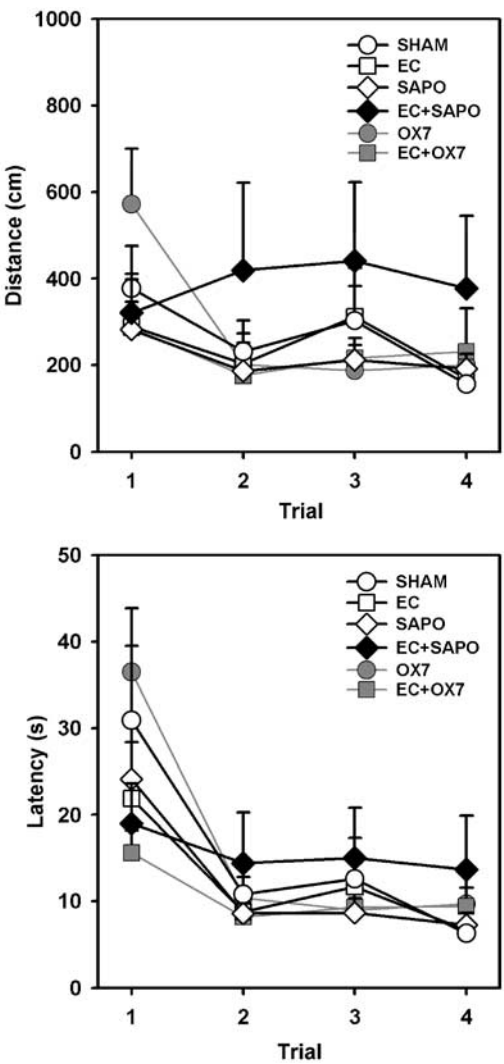 1000
800
600
400
200
0
Distance (cm)
SHAM
EC
SAPO
EC+SAPO
OX7
EC+OX7
1 2 3 4
Trial
50
40
30
20
10
0
Latency (s)
SHAM
EC
SAPO
EC+SAPO
OX7
EC+OX7
1 2 3 4
Trial